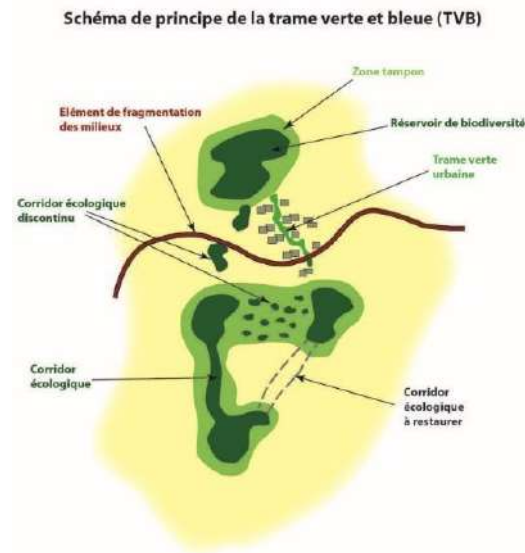 Schéma de principe de la trame verte et bleue (TVB)
Zone tampon
Elément de fragmentation
des milieux
Réservoir de biodiversité
Trame verte
urbaine
Corridor écologique
discontinu
Corridor
écologique
Corridor
écologique
à restaurer